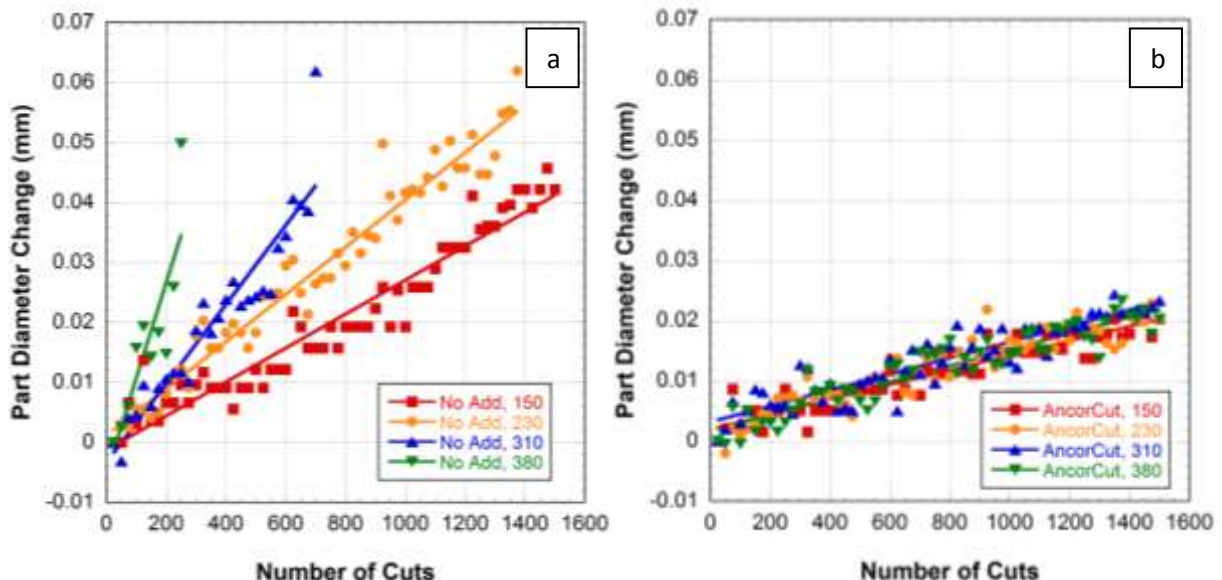 a
0.07
0.06
0.05
0.04
0.03
0.02
0.01
0
-0.01
Part Diameter Change (mm)
No Add, 150
No Add, 230
No Add, 310
No Add, 380
0 200 400 600 800 1000 1200 1400 1600
Number of Cuts
b
0.07
0.06
0.05
0.04
0.03
0.02
0.01
0
-0.01
Part Diameter Change (mm)
AncorCut, 150
AncorCut, 230
AncorCut, 310
AncorCut, 380
0 200 400 600 800 1000 1200 1400 1600
Number of Cuts